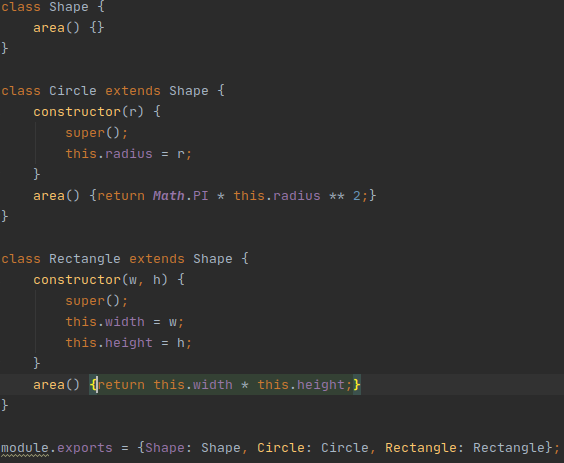 class Shape {
    area() {}
}

class Circle extends Shape {
    constructor(r) {
        super();
        this.radius = r;
    }
    area() {return Math.PI * this.radius ** 2;}
}

class Rectangle extends Shape {
    constructor(w, h) {
        super();
        this.width = w;
        this.height = h;
    }
    area() {return this.width * this.height;}
}

module.exports = {Shape: Shape, Circle: Circle, Rectangle: Rectangle};